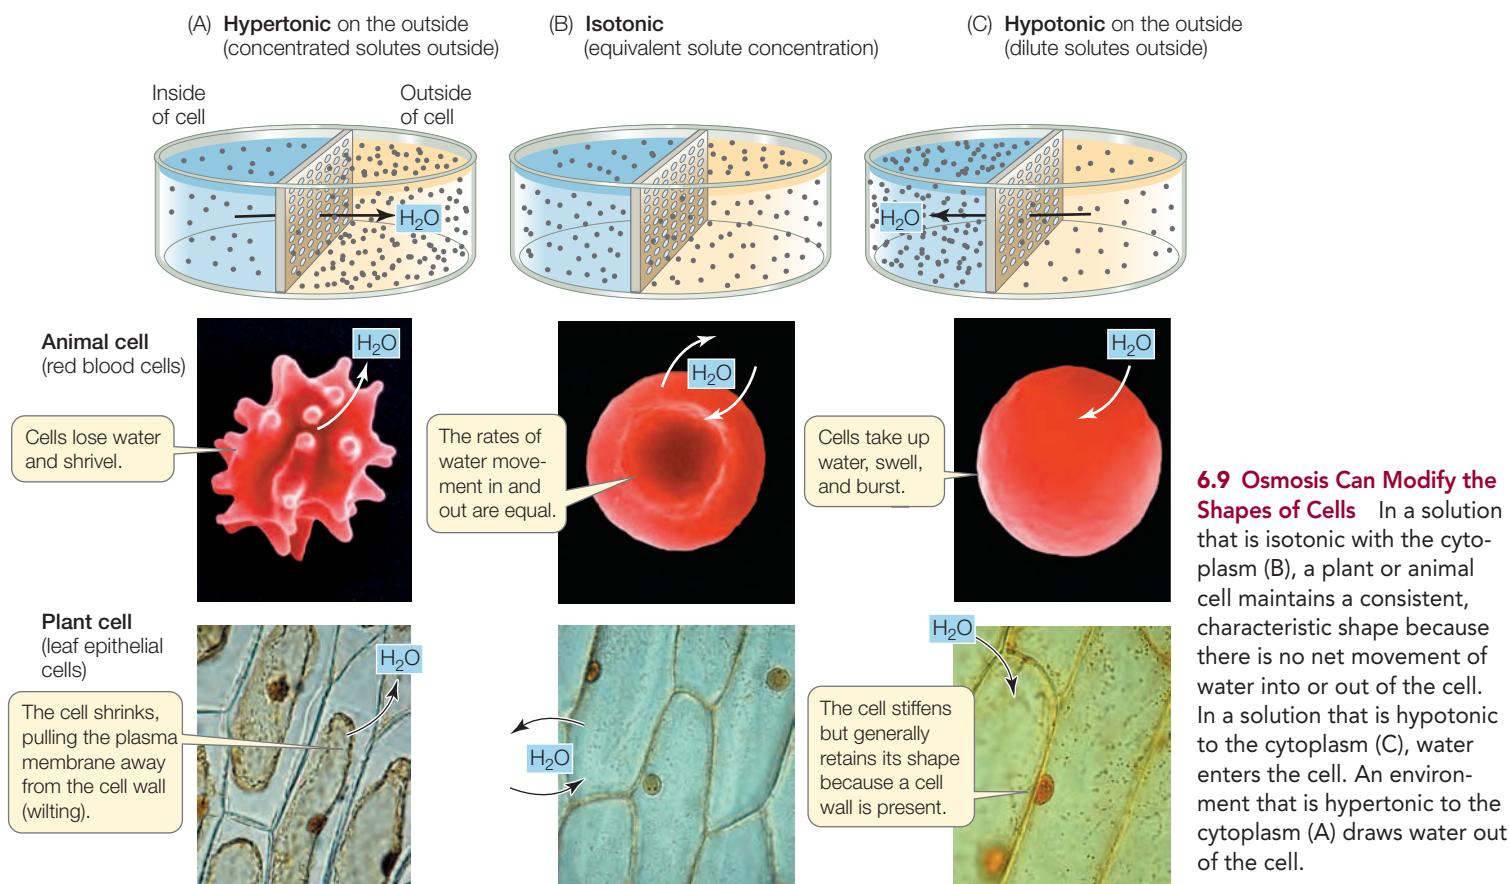 (A) Hypertonic on the outside
(concentrated solutes outside)
(B) Isotonic
(equivalent solute concentration)
(C) Hypotonic on the outside
(dilute solutes outside)
Inside
of cell
Outside
of cell
H₂O
H₂O
Animal cell
(red blood cells)
H₂O
Cells lose water
and shrivel.
H₂O
The rates of
water move-
ment in and
out are equal.
H₂O
Cells take up
water, swell,
and burst.
Plant cell
(leaf epithelial
cells)
H₂O
The cell shrinks,
pulling the plasma
membrane away
from the cell wall
(wilting).
H₂O
H₂O
The cell stiffens
but generally
retains its shape
because a cell
wall is present.
6.9 Osmosis Can Modify the
Shapes of Cells In a solution
that is isotonic with the cyto-
plasm (B), a plant or animal
cell maintains a consistent,
characteristic shape because
there is no net movement of
water into or out of the cell.
In a solution that is hypotonic
to the cytoplasm (C), water
enters the cell. An environ-
ment that is hypertonic to the
cytoplasm (A) draws water out
of the cell.